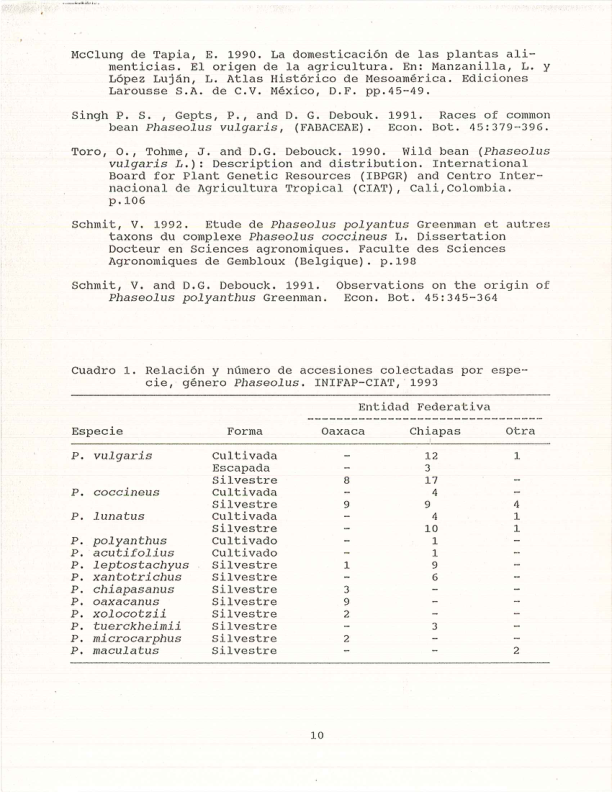 McClung de Tapia, E. 1990. La domesticación de las plantas ali-
menticias. El origen de la agricultura. En: Manzanilla, L. y
López Luján, L. Atlas Histórico de Mesoamérica. Ediciones
Larousse S.A. de C.V. México, D.F. pp.45-49.
Singh P. S. , Gepts, P., and D. G. Debouk. 1991. Races of common
bean Phaseolus vulgaris, (FABACEAE). Econ. Bot. 45:379-396.
Toro, O., Tohme, J. and D.G. Debouck. 1990. Wild bean (Phaseolus
vulgaris L.): Description and distribution. International
Board for Plant Genetic Resources (IBPGR) and Centro Inter-
nacional de Agricultura Tropical (CIAT), Cali,Colombia.
p.106
Schmit, V. 1992. Etude de Phaseolus polyantus Greenman et autres
taxons du complexe Phaseolus coccineus L. Dissertation
Docteur en Sciences agronomiques. Faculte des Sciences
Agronomiques de Gembloux (Belgique). p.198
Schmit, V. and D.G. Debouck. 1991. Observations on the origin of
Phaseolus polyanthus Greenman. Econ. Bot. 45:345-364
Cuadro 1. Relación y número de accesiones colectadas por espe-
cie, género Phaseolus. INIFAP-CIAT, 1993
Entidad Federativa
Especie Forma Oaxaca Chiapas Otra
P. vulgaris Cultivada - 12 1
Escapada - 3
Silvestre 8 17 -
P. coccineus Cultivada - 4 -
Silvestre 9 9 4
P. lunatus Cultivada - 4 1
Silvestre - 10 1
P. polyanthus Cultivado - 1 -
P. acutifolius Cultivado - 1 -
P. leptostachyus Silvestre 1 9 -
P. xantotrichus Silvestre - 6 -
P. chiapasanus Silvestre 3 - -
P. oaxacanus Silvestre 9 - -
P. xolocotzii Silvestre 2 - -
P. tuerckheimii Silvestre - 3 -
P. microcarphus Silvestre 2 - -
P. maculatus Silvestre - - 2
10